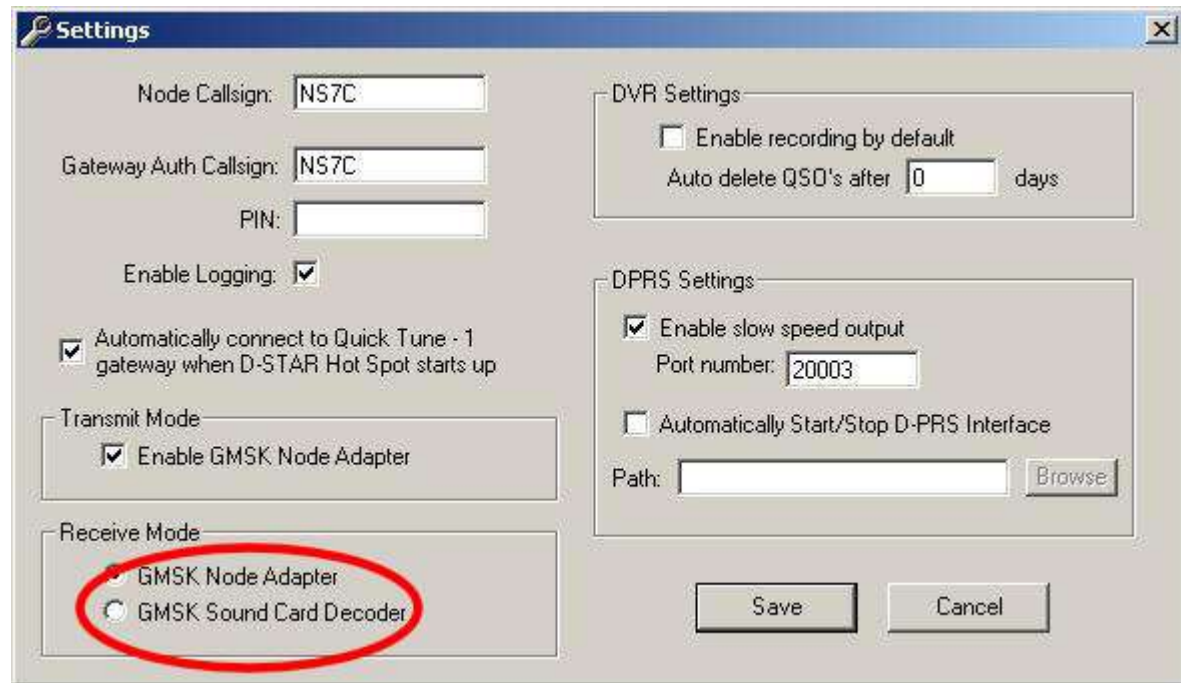 Settings
Node Callsign: NS7C
Gateway Auth Callsign: NS7C
PIN:
Enable Logging:
Automatically connect to Quick Tune - 1
gateway when D-STAR Hot Spot starts up
Transmit Mode
Enable GMSK Node Adapter
Receive Mode
GMSK Node Adapter
GMSK Sound Card Decoder
DVR Settings
Enable recording by default
Auto delete QSO's after 0 days
DPRS Settings
Enable slow speed output
Port number: 20003
Automatically Start/Stop D-PRS Interface
Path: Browse
Save Cancel